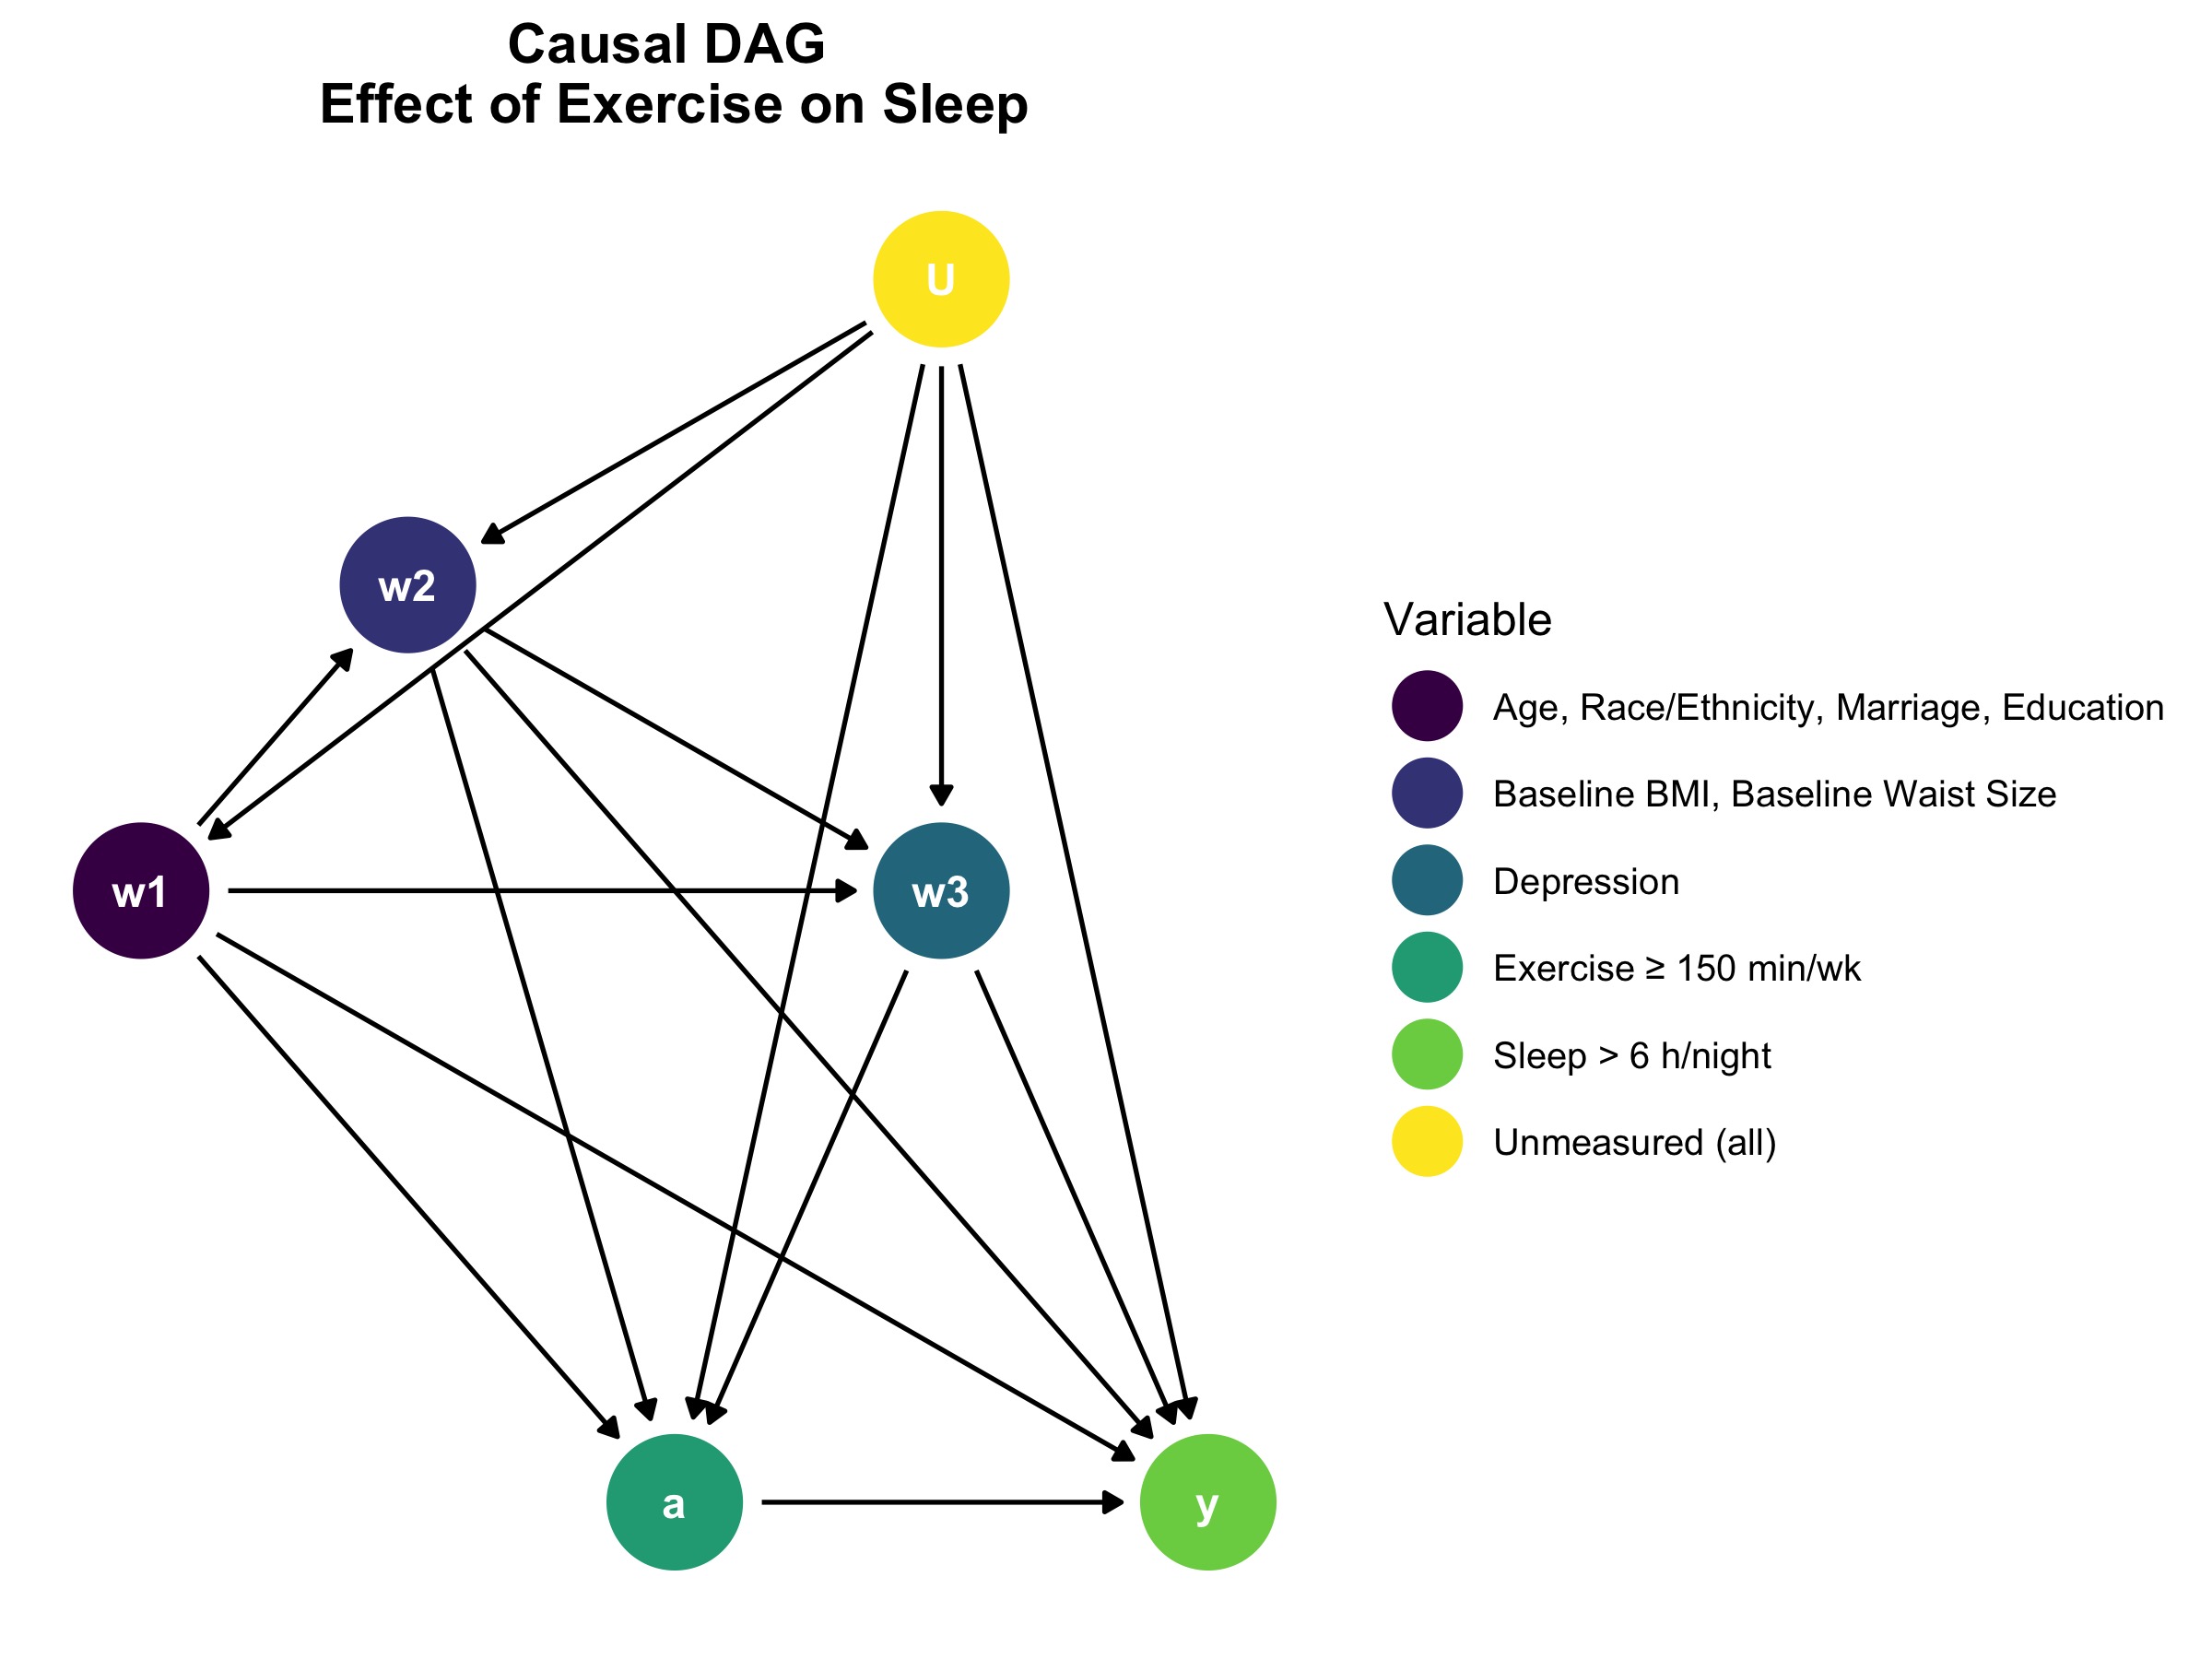 Causal DAG
Effect of Exercise on Sleep
U
w2
w1
w3
a
y
Variable
Age, Race/Ethnicity, Marriage, Education
Baseline BMI, Baseline Waist Size
Depression
Exercise ≥ 150 min/wk
Sleep > 6 h/night
Unmeasured (all)